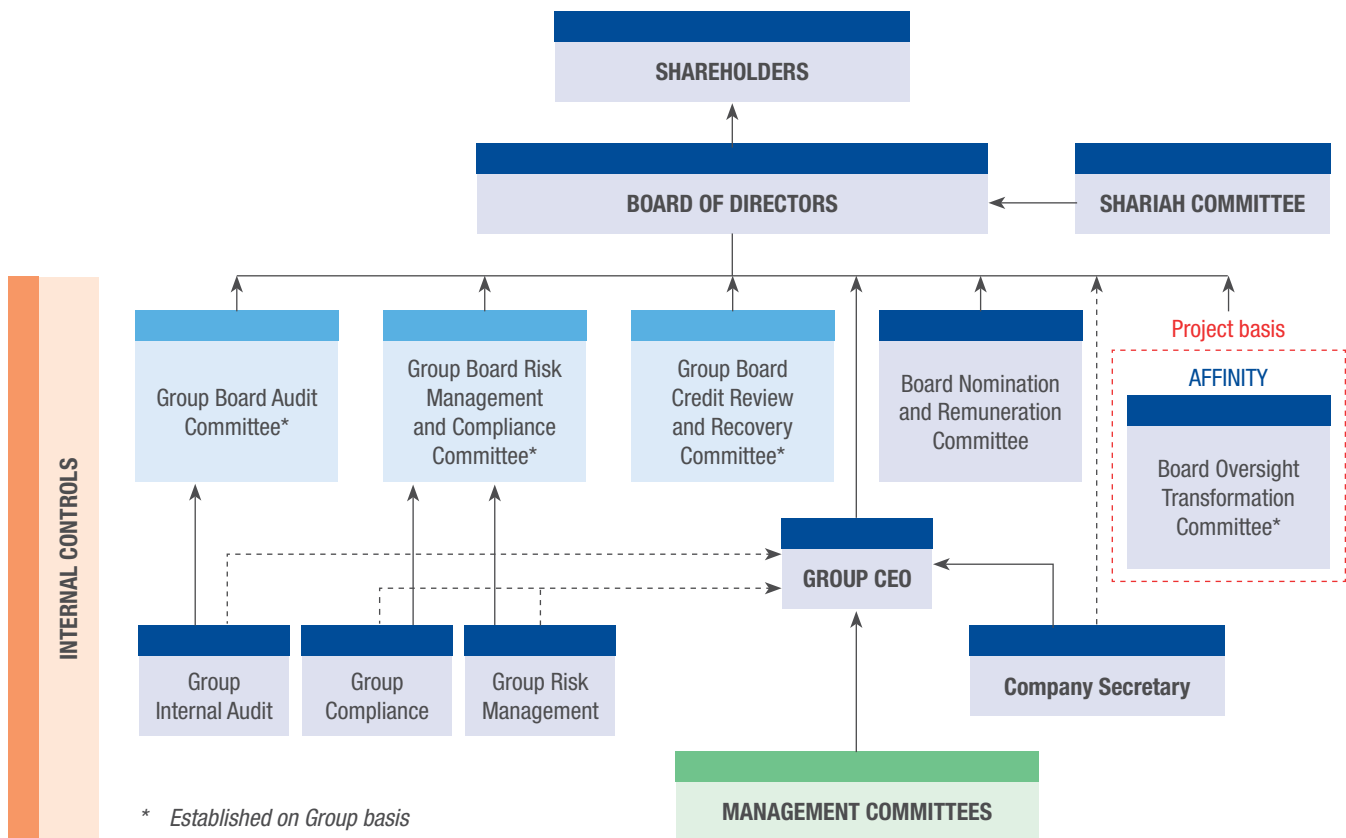 SHAREHOLDERS
BOARD OF DIRECTORS
SHARIAH COMMITTEE
INTERNAL CONTROLS
Group Board Audit
Committee*
Group Board Risk
Management
and Compliance
Committee*
Group Board
Credit Review
and Recovery
Committee*
Board Nomination
and Remuneration
Committee
Project basis
AFFINITY
Board Oversight
Transformation
Committee*
GROUP CEO
Group
Internal Audit
Group
Compliance
Group Risk
Management
Company Secretary
MANAGEMENT COMMITTEES
* Established on Group basis